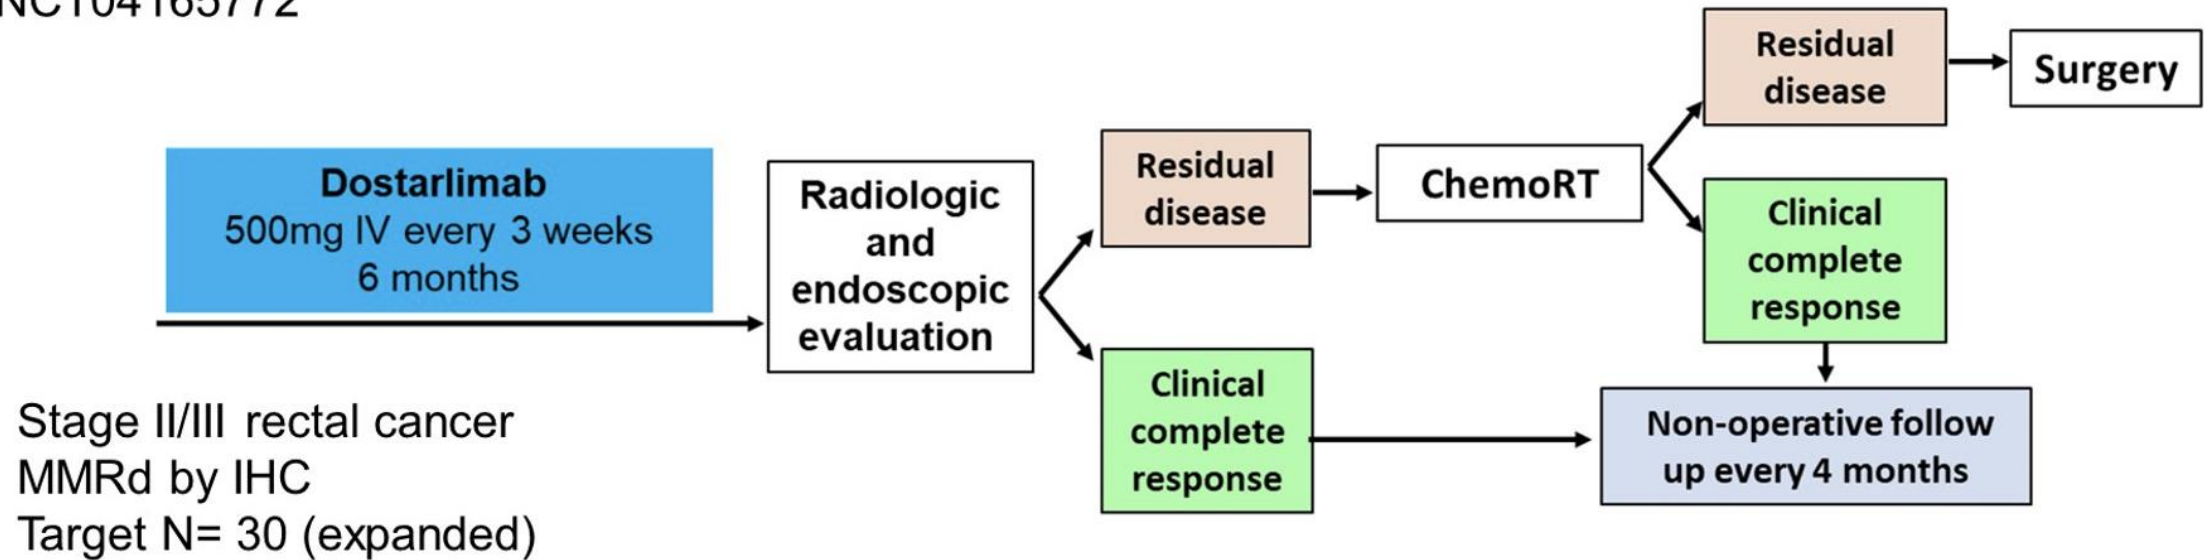 NCT04165772
Dostarlimab
500mg IV every 3 weeks
6 months
Stage II/III rectal cancer
MMRd by IHC
Target N= 30 (expanded)
Radiologic
and
endoscopic
evaluation
Residual
disease
Clinical
complete
response
ChemoRT
Residual
disease
Surgery
Clinical
complete
response
Non-operative follow
up every 4 months